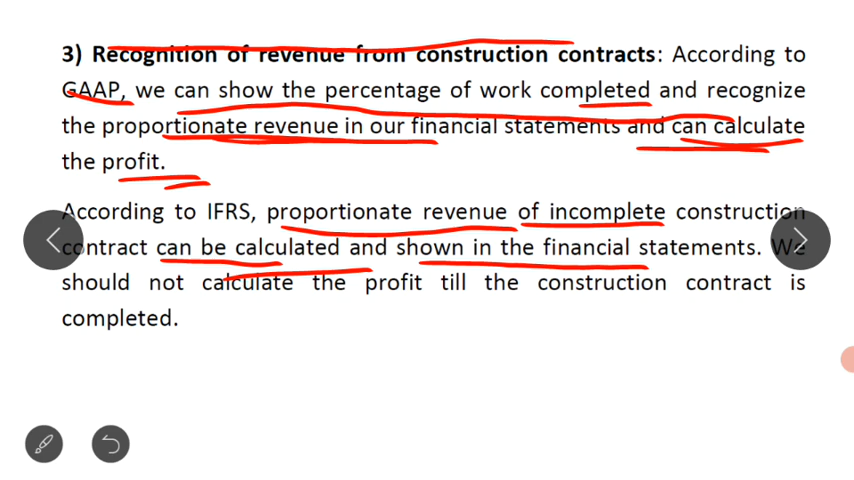 3) Recognition of revenue from construction contracts: According to
GAAP, we can show the percentage of work completed and recognize
the proportionate revenue in our financial statements and can calculate
the profit.
According to IFRS, proportionate revenue of incomplete construction
contract can be calculated and shown in the financial statements. We
should not calculate the profit till the construction contract is
completed.